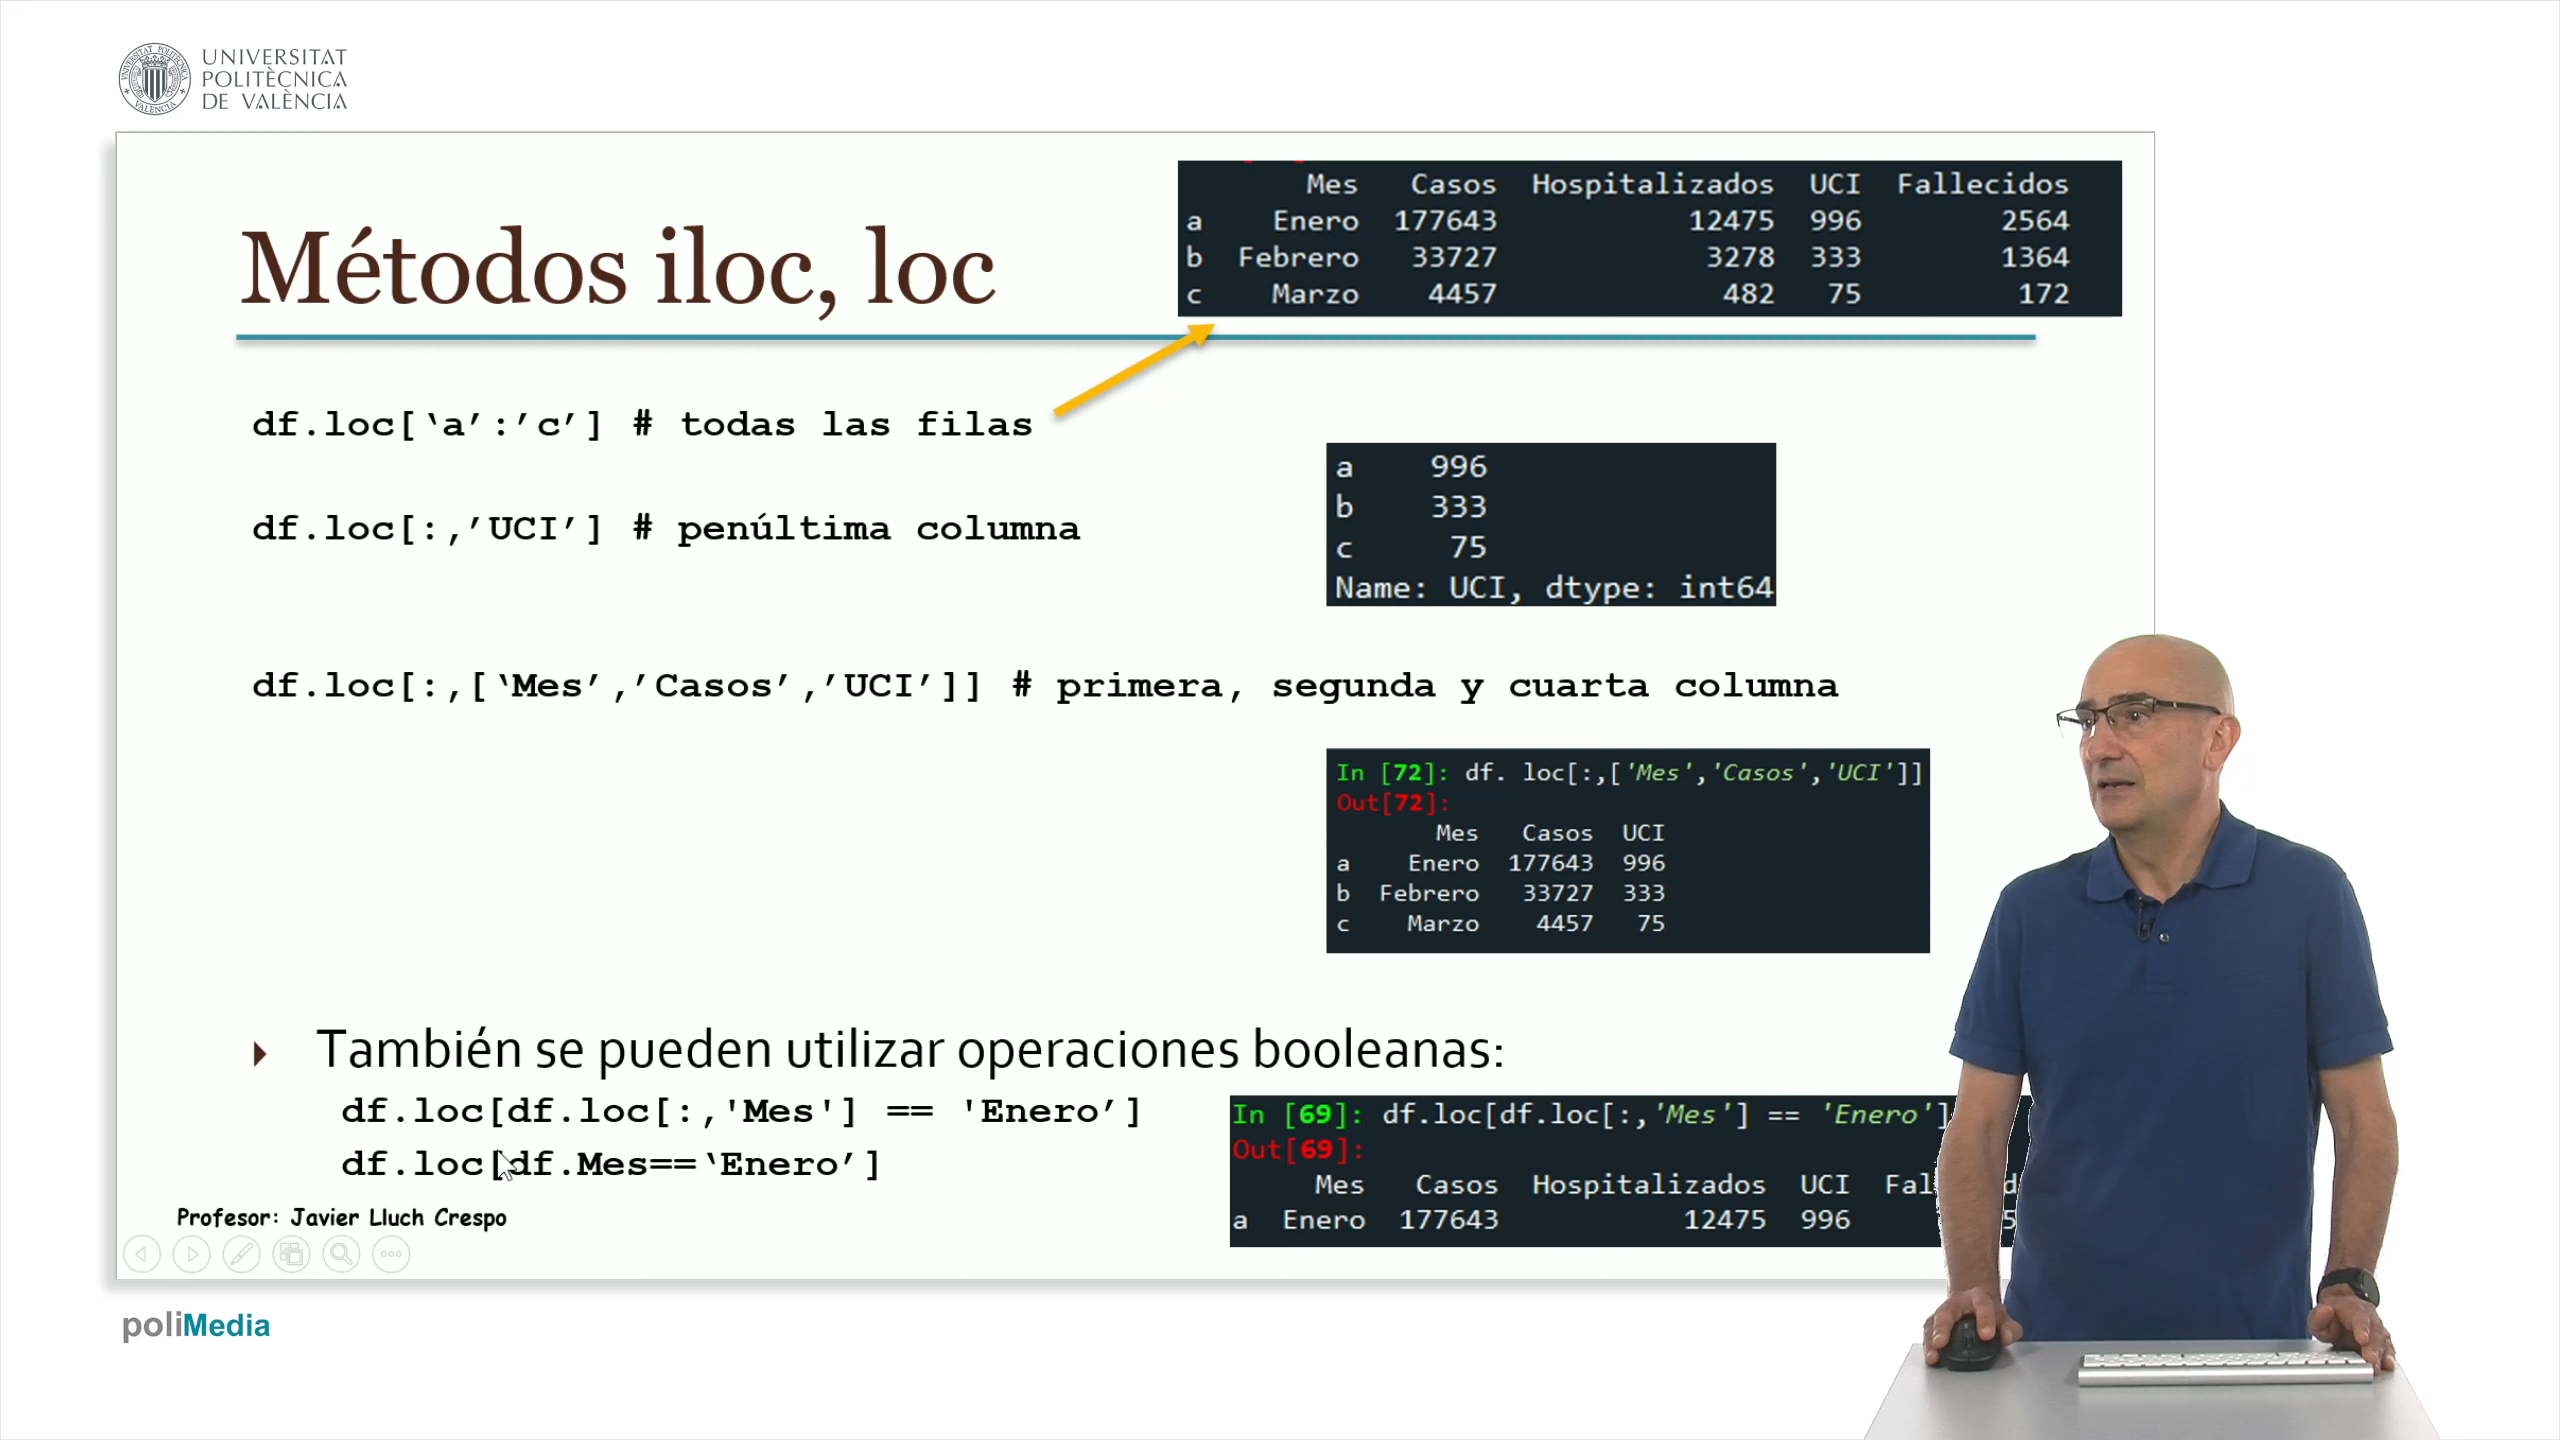 UNIVERSITAT
POLITÈCNICA
DE VALÈNCIA
Métodos iloc, loc
Mes Casos Hospitalizados UCI Fallecidos
a Enero 177643 12475 996 2564
b Febrero 33727 3278 333 1364
c Marzo 4457 482 75 172
df.loc[‘a’:’c’] # todas las filas
df.loc[:,’UCI’] # penúltima columna
a 996
b 333
c 75
Name: UCI, dtype: int64
df.loc[:,[‘Mes’,’Casos’,’UCI’]] # primera, segunda y cuarta columna
In [72]: df. loc[:,['Mes','Casos','UCI']]
Out[72]:
Mes Casos UCI
a Enero 177643 996
b Febrero 33727 333
c Marzo 4457 75
También se pueden utilizar operaciones booleanas:
df.loc[df.loc[:,'Mes'] == 'Enero’]
df.loc[df.Mes==‘Enero’]
In [69]: df.loc[df.loc[:,'Mes'] == 'Enero']
Out[69]:
Mes Casos Hospitalizados UCI
a Enero 177643 12475 996
Profesor: Javier Lluch Crespo
poliMedia